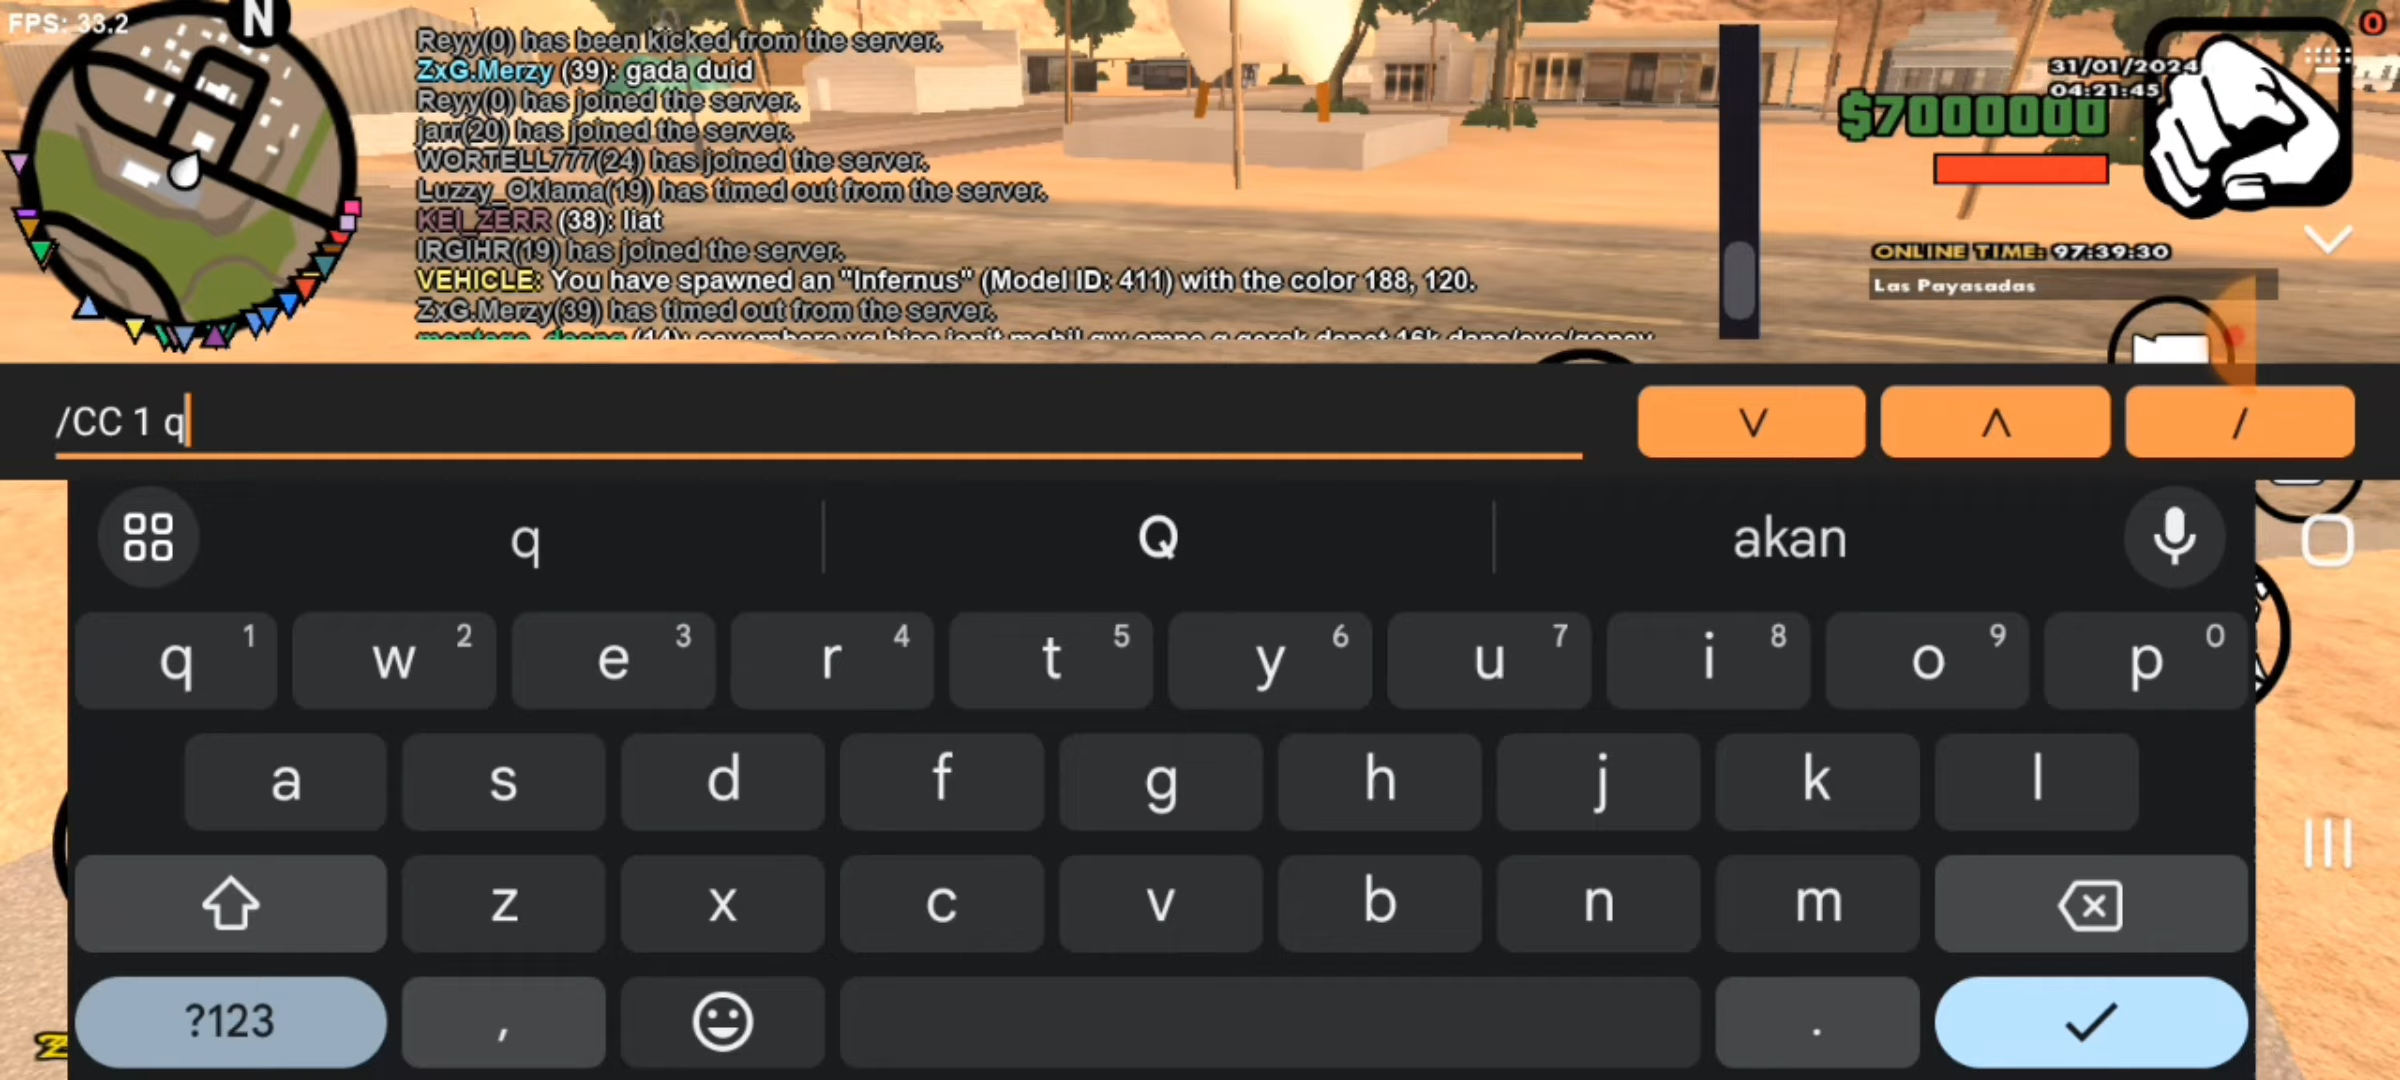 FPS: 33.2
N
Reyy(0) has been kicked from the server.
ZxG.Merzy (39): gada duid
Reyy(0) has joined the server.
jarr(20) has joined the server.
WORTELL777(24) has joined the server.
Luzzy_Oklama(19) has timed out from the server.
KEI_ZERR (38): liat
IRGIHR(19) has joined the server.
VEHICLE: You have spawned an "Infernus" (Model ID: 411) with the color 188, 120.
ZxG.Merzy(39) has timed out from the server.
0
31/01/2024
04:21:45
$7000000
ONLINE TIME: 97:39:30
Las Payasadas
/CC 1 q
V Λ /
q Q akan
q 1 w 2 e 3 r 4 t 5 y 6 u 7 i 8 o 9 p 0
a s d f g h j k l
z x c v b n m
?123 , .